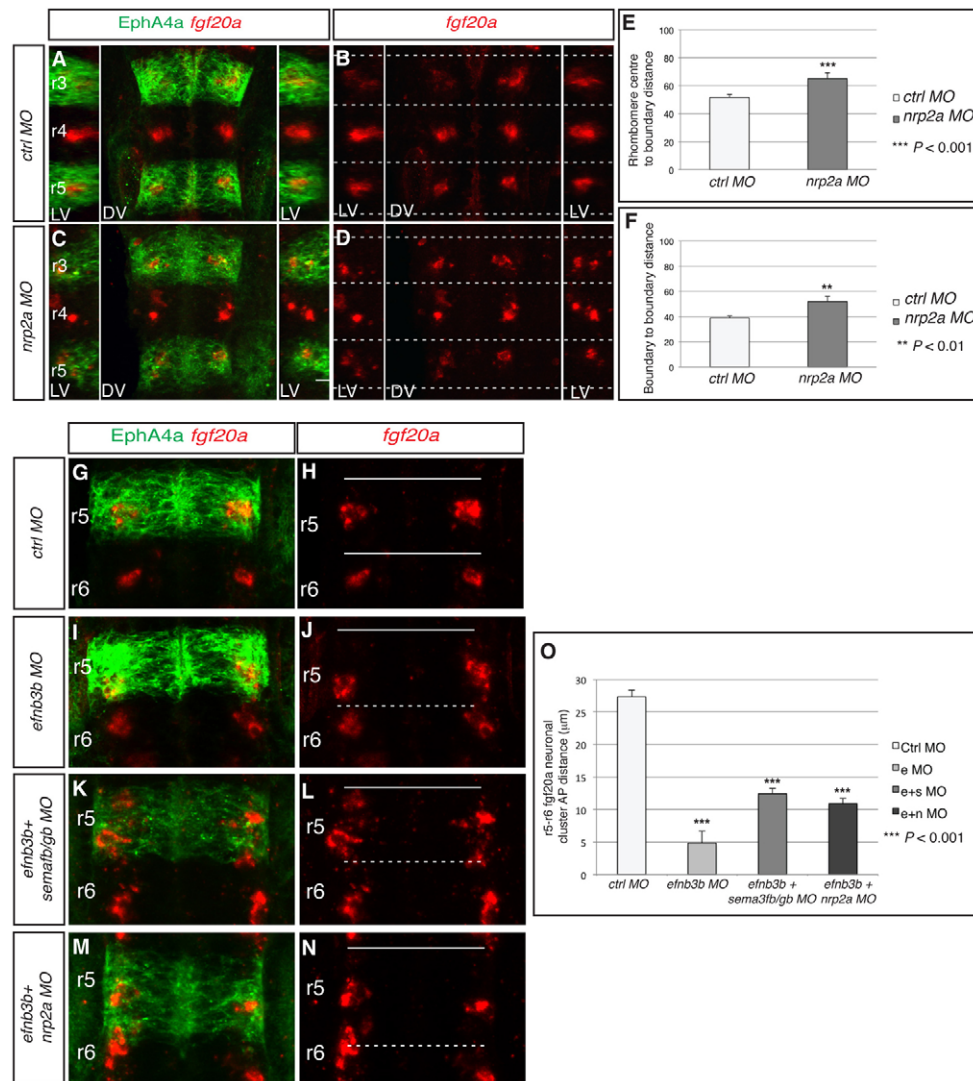 EphA4a fgf20a
fgf20a
ctrl MO
A
r3
r4
r5
LV
DV
LV
B
LV
DV
LV
nrp2a MO
C
r3
r4
r5
LV
DV
LV
D
LV
DV
LV
E
Rhombomere centre
to boundary distance
100
80
60
40
20
0
***
ctrl MO
nrp2a MO
ctrl MO
nrp2a MO
*** P < 0.001
F
Boundary to boundary distance
100
80
60
40
20
0
**
ctrl MO
nrp2a MO
ctrl MO
nrp2a MO
** P < 0.01
EphA4a fgf20a
fgf20a
ctrl MO
G
r5
r6
H
r5
r6
efnb3b MO
I
r5
r6
J
r5
r6
efnb3b+
semafb/gb MO
K
r5
r6
L
r5
r6
efnb3b+
nrp2a MO
M
r5
r6
N
r5
r6
O
r5-r6 fgf20a neuronal
cluster AP distance (μm)
30
25
20
15
10
5
0
***
***
***
ctrl MO
efnb3b MO
efnb3b +
sema3fb/gb MO
efnb3b +
nrp2a MO
Ctrl MO
e MO
e+s MO
e+n MO
*** P < 0.001